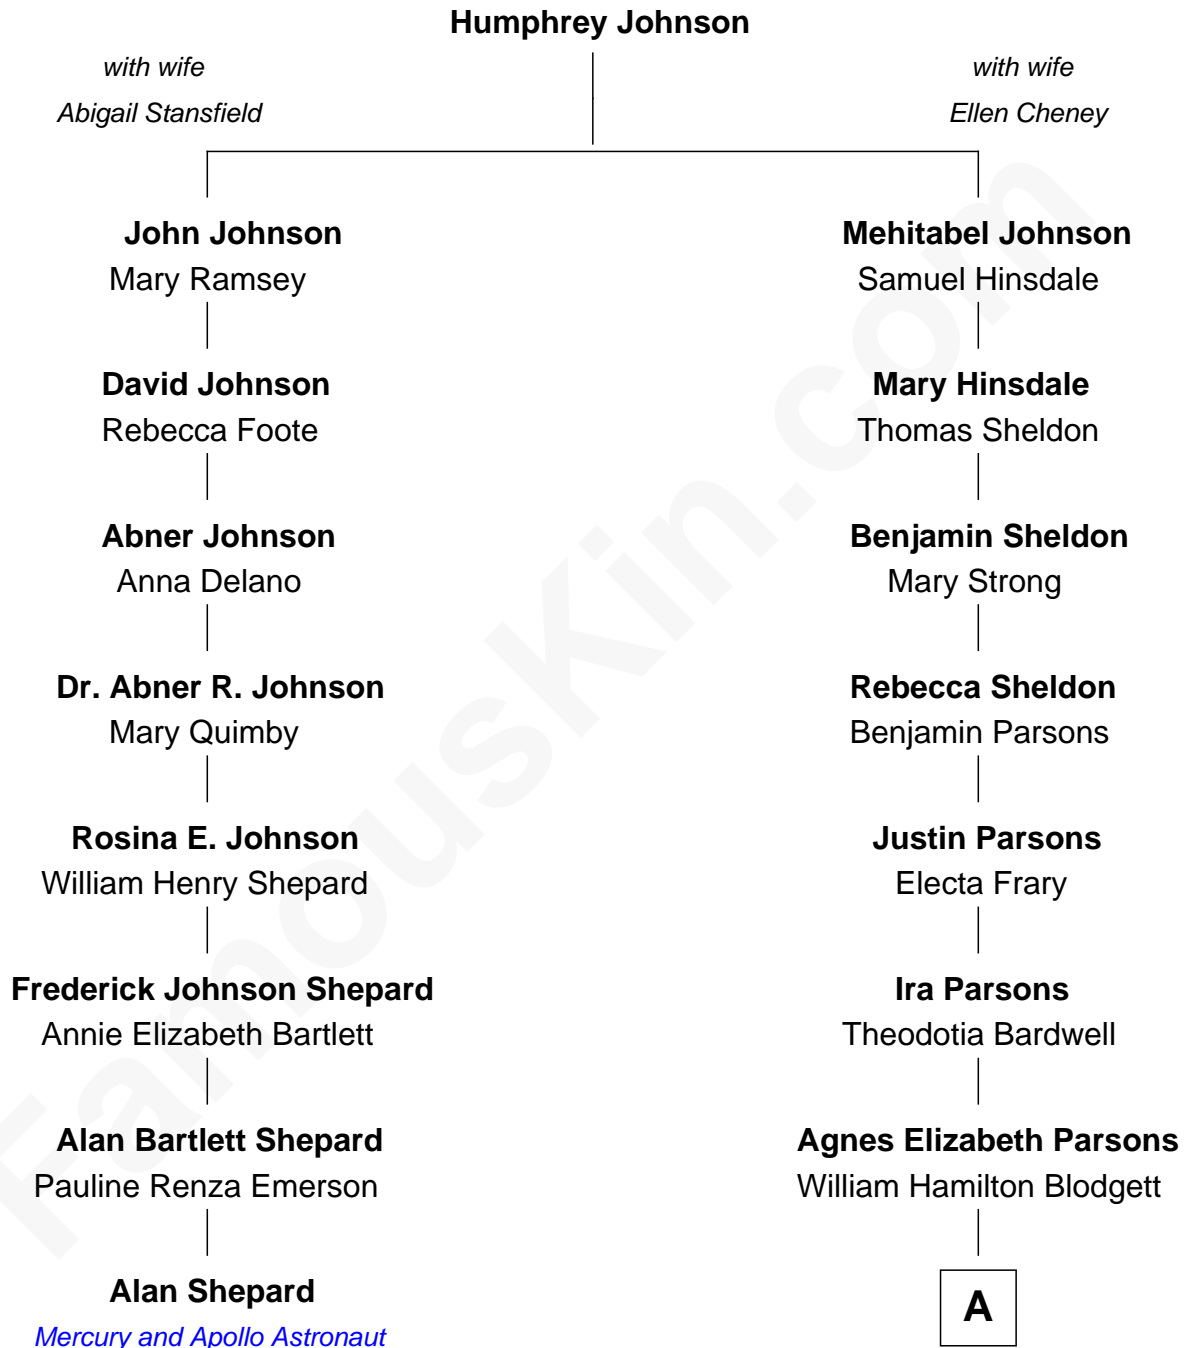 Humphrey Johnson
with wife
Abigail Stansfield
with wife
Ellen Cheney
John Johnson
Mary Ramsey
David Johnson
Rebecca Foote
Abner Johnson
Anna Delano
Dr. Abner R. Johnson
Mary Quimby
Rosina E. Johnson
William Henry Shepard
Frederick Johnson Shepard
Annie Elizabeth Bartlett
Alan Bartlett Shepard
Pauline Renza Emerson
Alan Shepard
Mercury and Apollo Astronaut
Mehitabel Johnson
Samuel Hinsdale
Mary Hinsdale
Thomas Sheldon
Benjamin Sheldon
Mary Strong
Rebecca Sheldon
Benjamin Parsons
Justin Parsons
Electa Frary
Ira Parsons
Theodotia Bardwell
Agnes Elizabeth Parsons
William Hamilton Blodgett
A
FamousKin.com